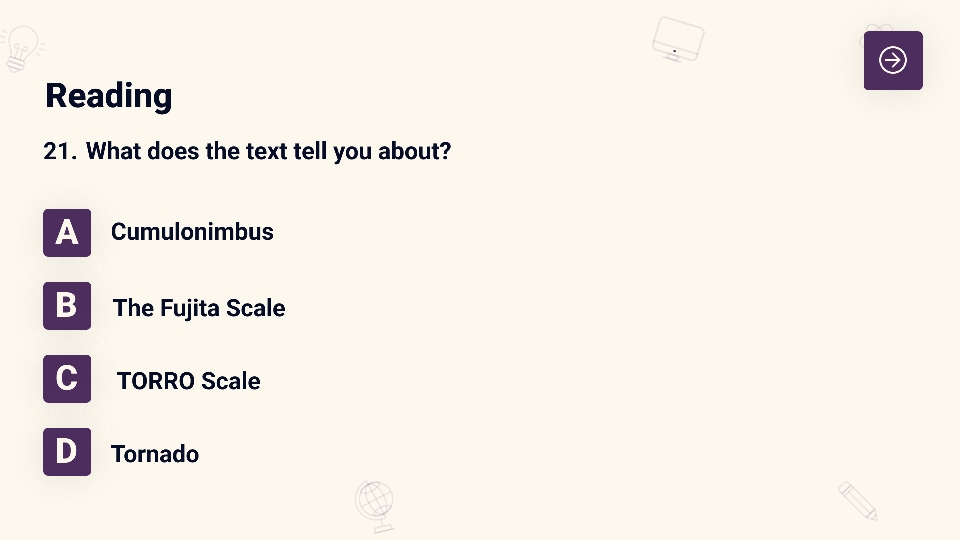 Reading
21. What does the text tell you about?
A Cumulonimbus
B The Fujita Scale
C TORRO Scale
D Tornado